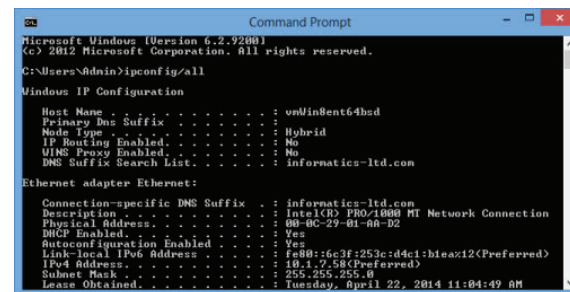 Command Prompt
Microsoft Windows [Version 6.2.9200]
(c) 2012 Microsoft Corporation. All rights reserved.
C:\Users\Admin>ipconfig/all
Windows IP Configuration
Host Name . . . . . . . . . . . . : vmWin8ent64bsd
Primary Dns Suffix . . . . . . . :
Node Type . . . . . . . . . . . . : Hybrid
IP Routing Enabled. . . . . . . . : No
WINS Proxy Enabled. . . . . . . . : No
DNS Suffix Search List. . . . . . : informatics-ltd.com
Ethernet adapter Ethernet:
Connection-specific DNS Suffix . : informatics-ltd.com
Description . . . . . . . . . . . : Intel(R) PRO/1000 MT Network Connection
Physical Address. . . . . . . . . : 00-0C-29-01-AA-D2
DHCP Enabled. . . . . . . . . . . : Yes
Autoconfiguration Enabled . . . . : Yes
Link-local IPv6 Address . . . . . : fe80::6c3f:253c:d4c1:b1ea%12(Preferred)
IPv4 Address. . . . . . . . . . . : 10.1.7.58(Preferred)
Subnet Mask . . . . . . . . . . . : 255.255.255.0
Lease Obtained. . . . . . . . . . : Tuesday, April 22, 2014 11:04:49 AM